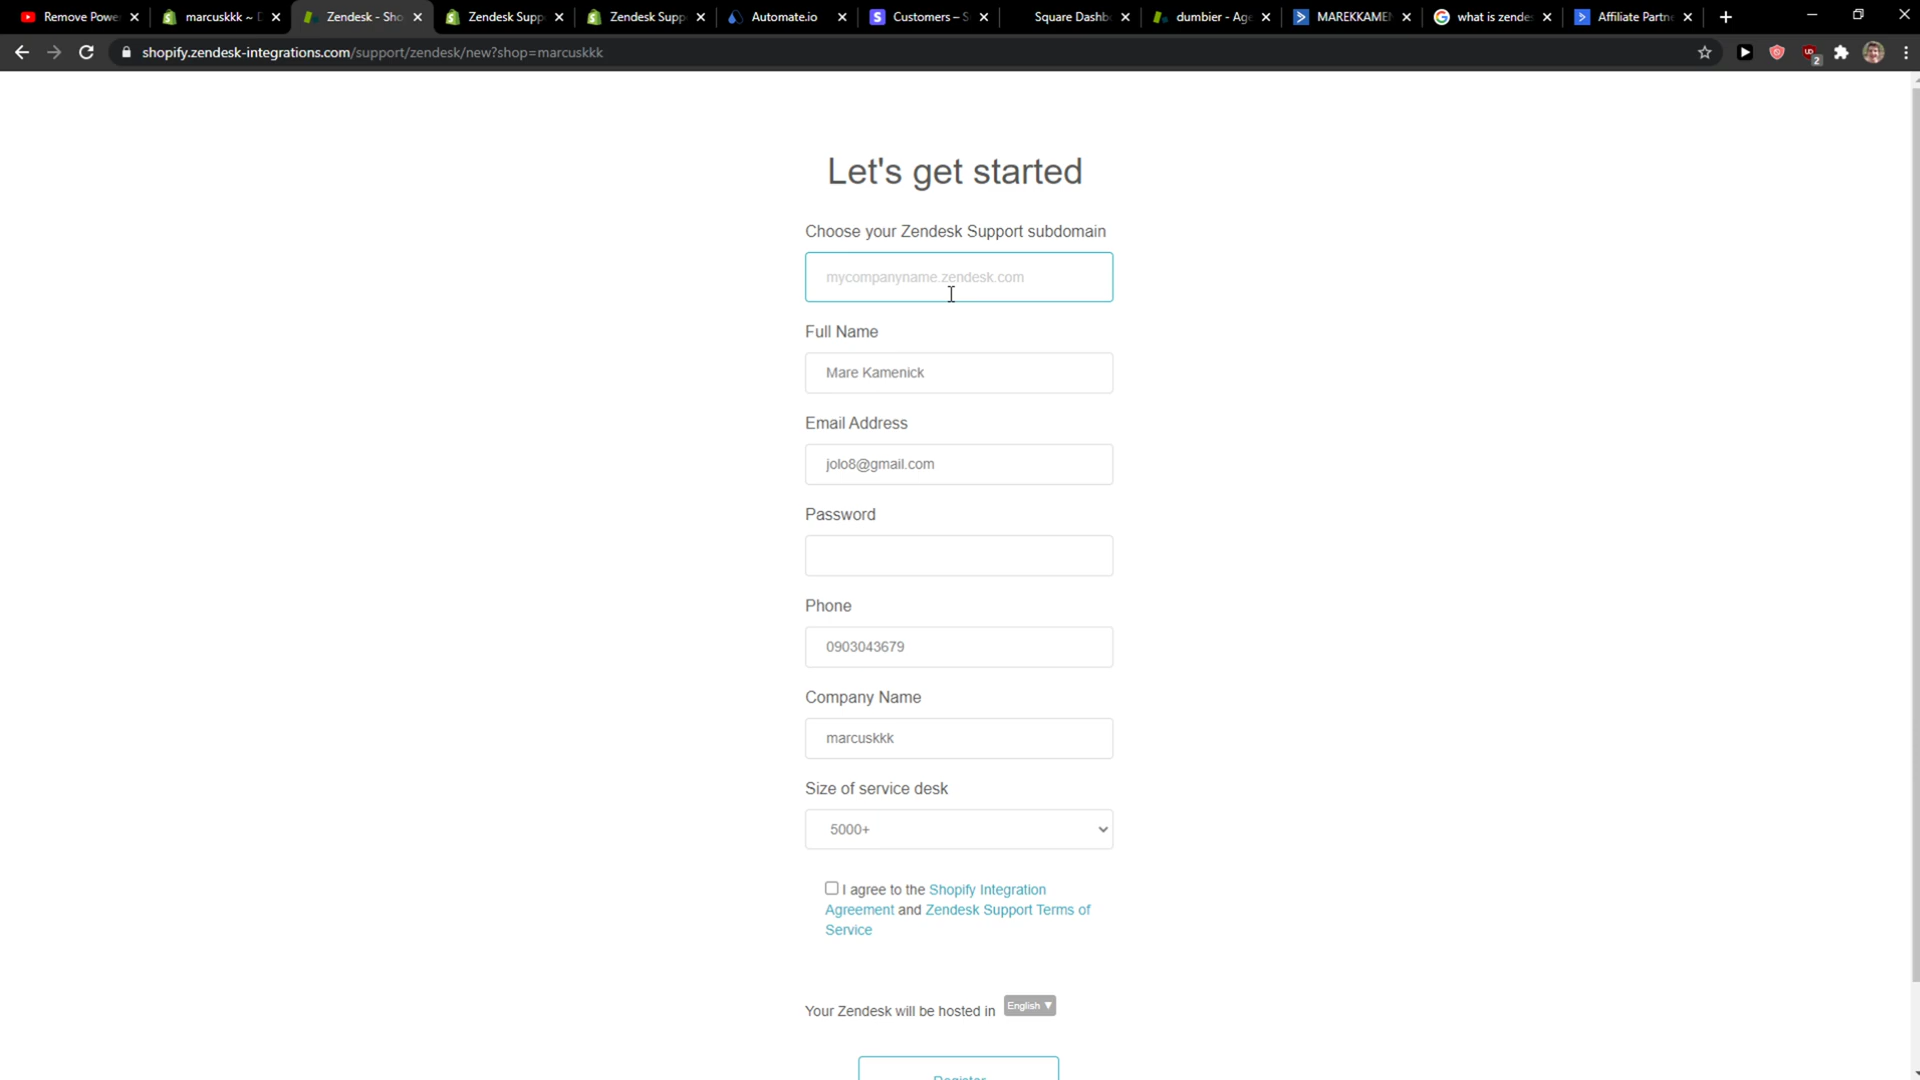 Remove Power
marcuskkk ~ D
Zendesk - Sho
Zendesk Supp
Zendesk Supp
Automate.io
Customers – S
Square Dashb
dumbier - Age
MAREKKAMEN
what is zende
Affiliate Partn
shopify.zendesk-integrations.com/support/zendesk/new?shop=marcuskkk
2
Let's get started
Choose your Zendesk Support subdomain
mycompanyname.zendesk.com
Full Name
Mare Kamenick
Email Address
jolo8@gmail.com
Password
Phone
0903043679
Company Name
marcuskkk
Size of service desk
5000+
I agree to the Shopify Integration
Agreement and Zendesk Support Terms of
Service
Your Zendesk will be hosted in English ▼
Register